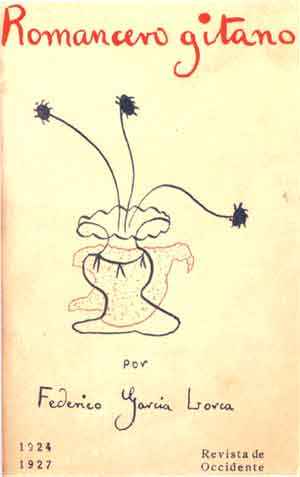 Romancero gitano
por
Federico García Lorca
1924
1927
Revista de
Occidente